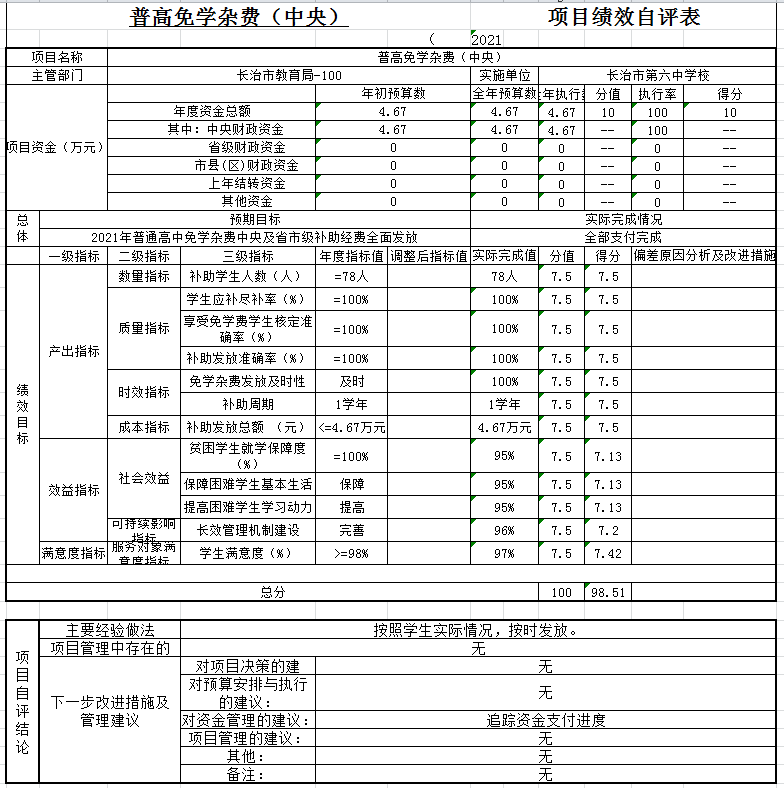 普高免学杂费（中央） 项目绩效自评表
（ 2021
项目名称 普高免学杂费（中央）
主管部门 长治市教育局-100 实施单位 长治市第六中学校
项目资金（万元） 年初预算数 全年预算数 年执行 分值 执行率 得分
年度资金总额 4.67 4.67 4.67 10 100 10
其中：中央财政资金 4.67 4.67 4.67 -- 100 --
省级财政资金 0 0 0 -- 0 --
市县(区)财政资金 0 0 0 -- 0 --
上年结转资金 0 0 0 -- 0 --
其他资金 0 0 0 -- 0 --
总体 预期目标 实际完成情况
2021年普通高中免学杂费中央及省市级补助经费全面发放 全部支付完成
绩效目标 一级指标 二级指标 三级指标 年度指标值 调整后指标值 实际完成值 分值 得分 偏差原因分析及改进措施
产出指标 数量指标 补助学生人数（人） =78人 78人 7.5 7.5
质量指标 学生应补尽补率（%） =100% 100% 7.5 7.5
享受免学费学生核定准确率（%） =100% 100% 7.5 7.5
补助发放准确率（%） =100% 100% 7.5 7.5
时效指标 免学杂费发放及时性 及时 100% 7.5 7.5
补助周期 1学年 1学年 7.5 7.5
成本指标 补助发放总额 （元） <=4.67万元 4.67万元 7.5 7.5
效益指标 社会效益 贫困学生就学保障度（%） =100% 95% 7.5 7.13
保障困难学生基本生活 保障 95% 7.5 7.13
提高困难学生学习动力 提高 95% 7.5 7.13
可持续影响指标 长效管理机制建设 完善 96% 7.5 7.2
满意度指标 服务对象满意度指标 学生满意度（%） >=98% 97% 7.5 7.42
总分 100 98.51
项目自评结论 主要经验做法 按照学生实际情况，按时发放。
项目管理中存在的 无
下一步改进措施及管理建议 对项目决策的建 无
对预算安排与执行的建议： 无
对资金管理的建议： 追踪资金支付进度
项目管理的建议： 无
其他： 无
备注： 无